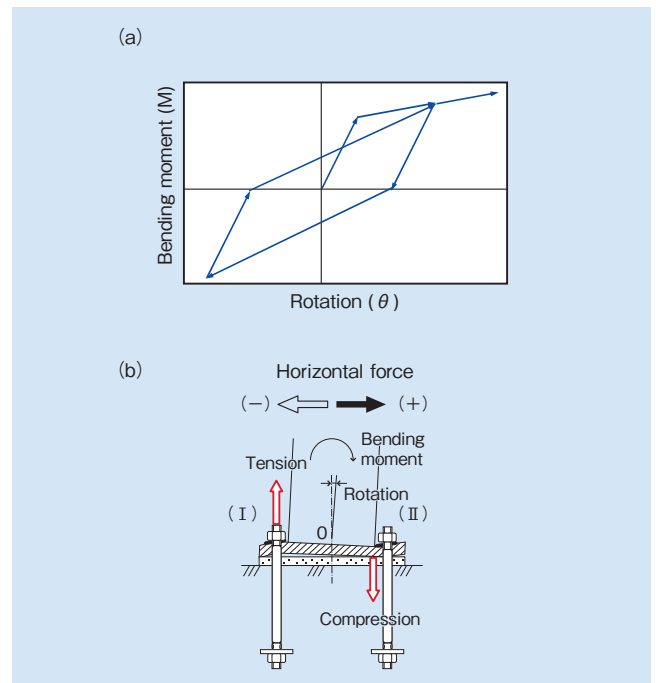 (a)
Bending moment (M)
Rotation (θ)
(b)
Horizontal force
(−)
(+)
Bending
moment
Tension
Rotation
(Ⅰ)
0
(Ⅱ)
Compression